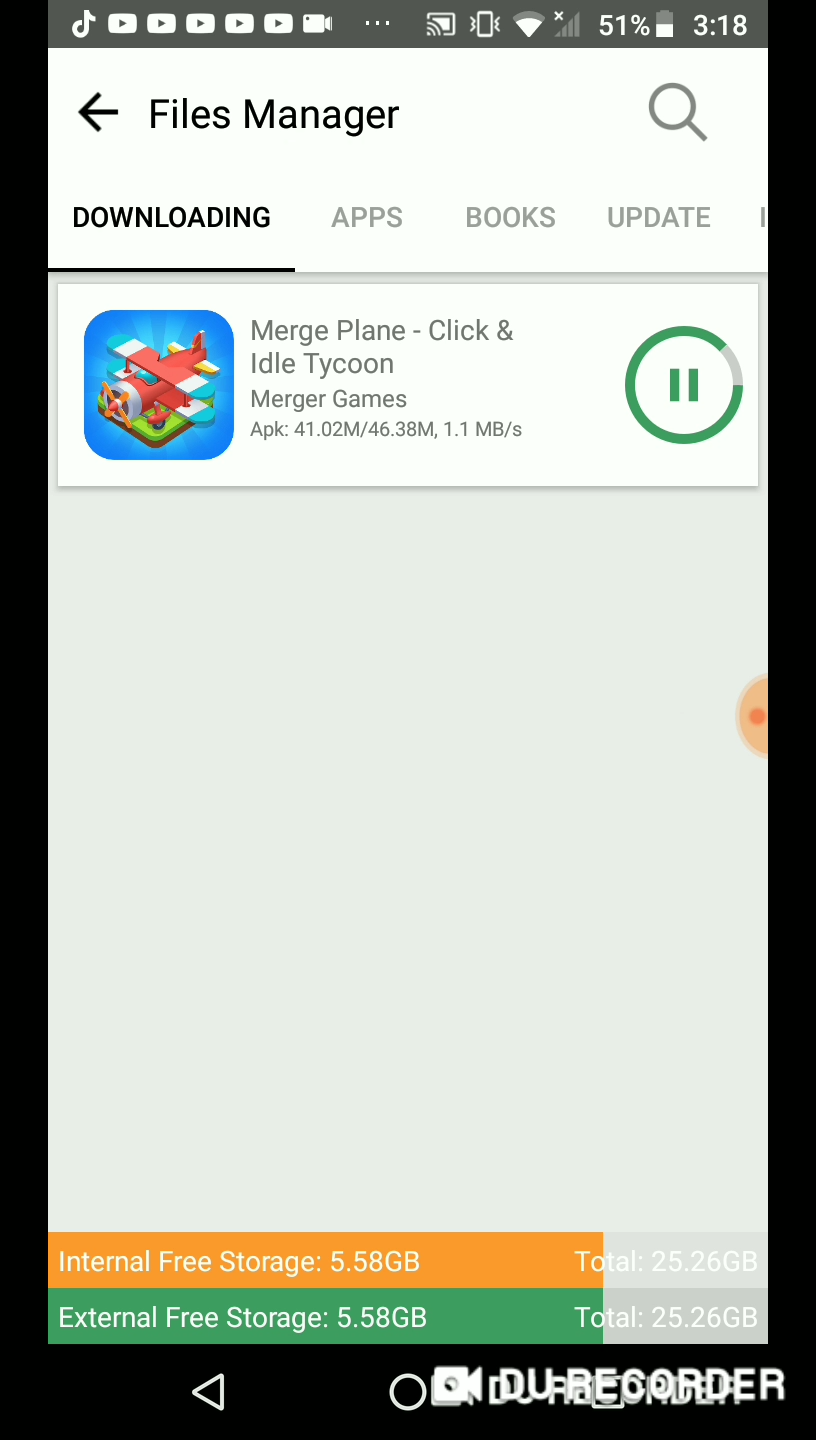 ... 51% 3:18
Files Manager
DOWNLOADING APPS BOOKS UPDATE
Merge Plane - Click &
Idle Tycoon
Merger Games
Apk: 41.02M/46.38M, 1.1 MB/s
Internal Free Storage: 5.58GB Total: 25.26GB
External Free Storage: 5.58GB Total: 25.26GB
DU RECORDER